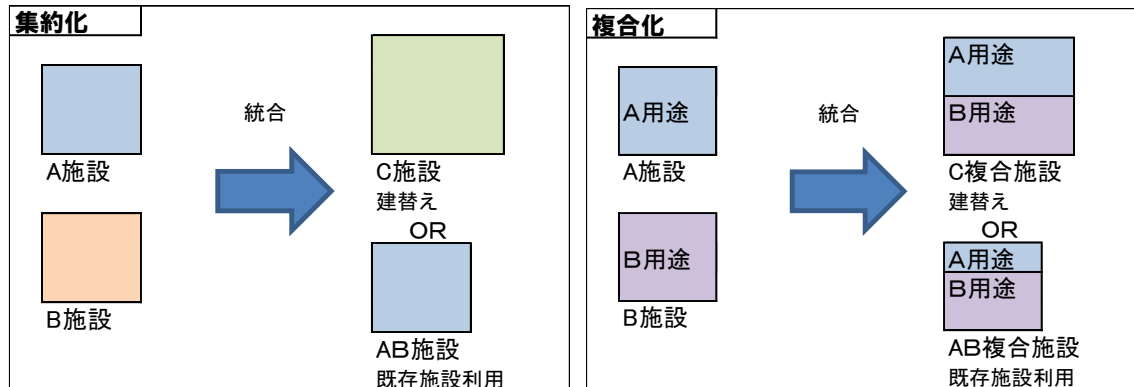 集約化
A施設
B施設
統合
C施設
建替え
OR
AB施設
既存施設利用
複合化
A用途
A施設
B用途
B施設
統合
A用途
B用途
C複合施設
建替え
OR
A用途
B用途
AB複合施設
既存施設利用